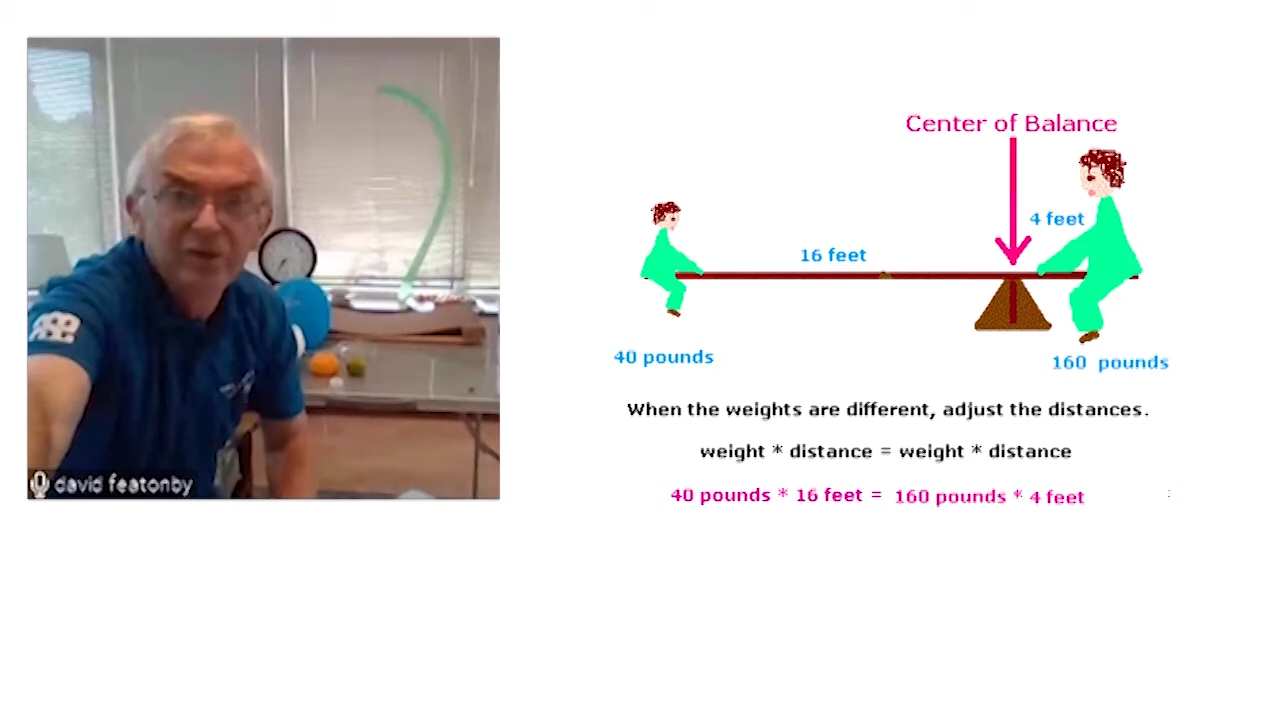 david featonby
Center of Balance
4 feet
16 feet
40 pounds
160 pounds
When the weights are different, adjust the distances.
weight * distance = weight * distance
40 pounds * 16 feet = 160 pounds * 4 feet